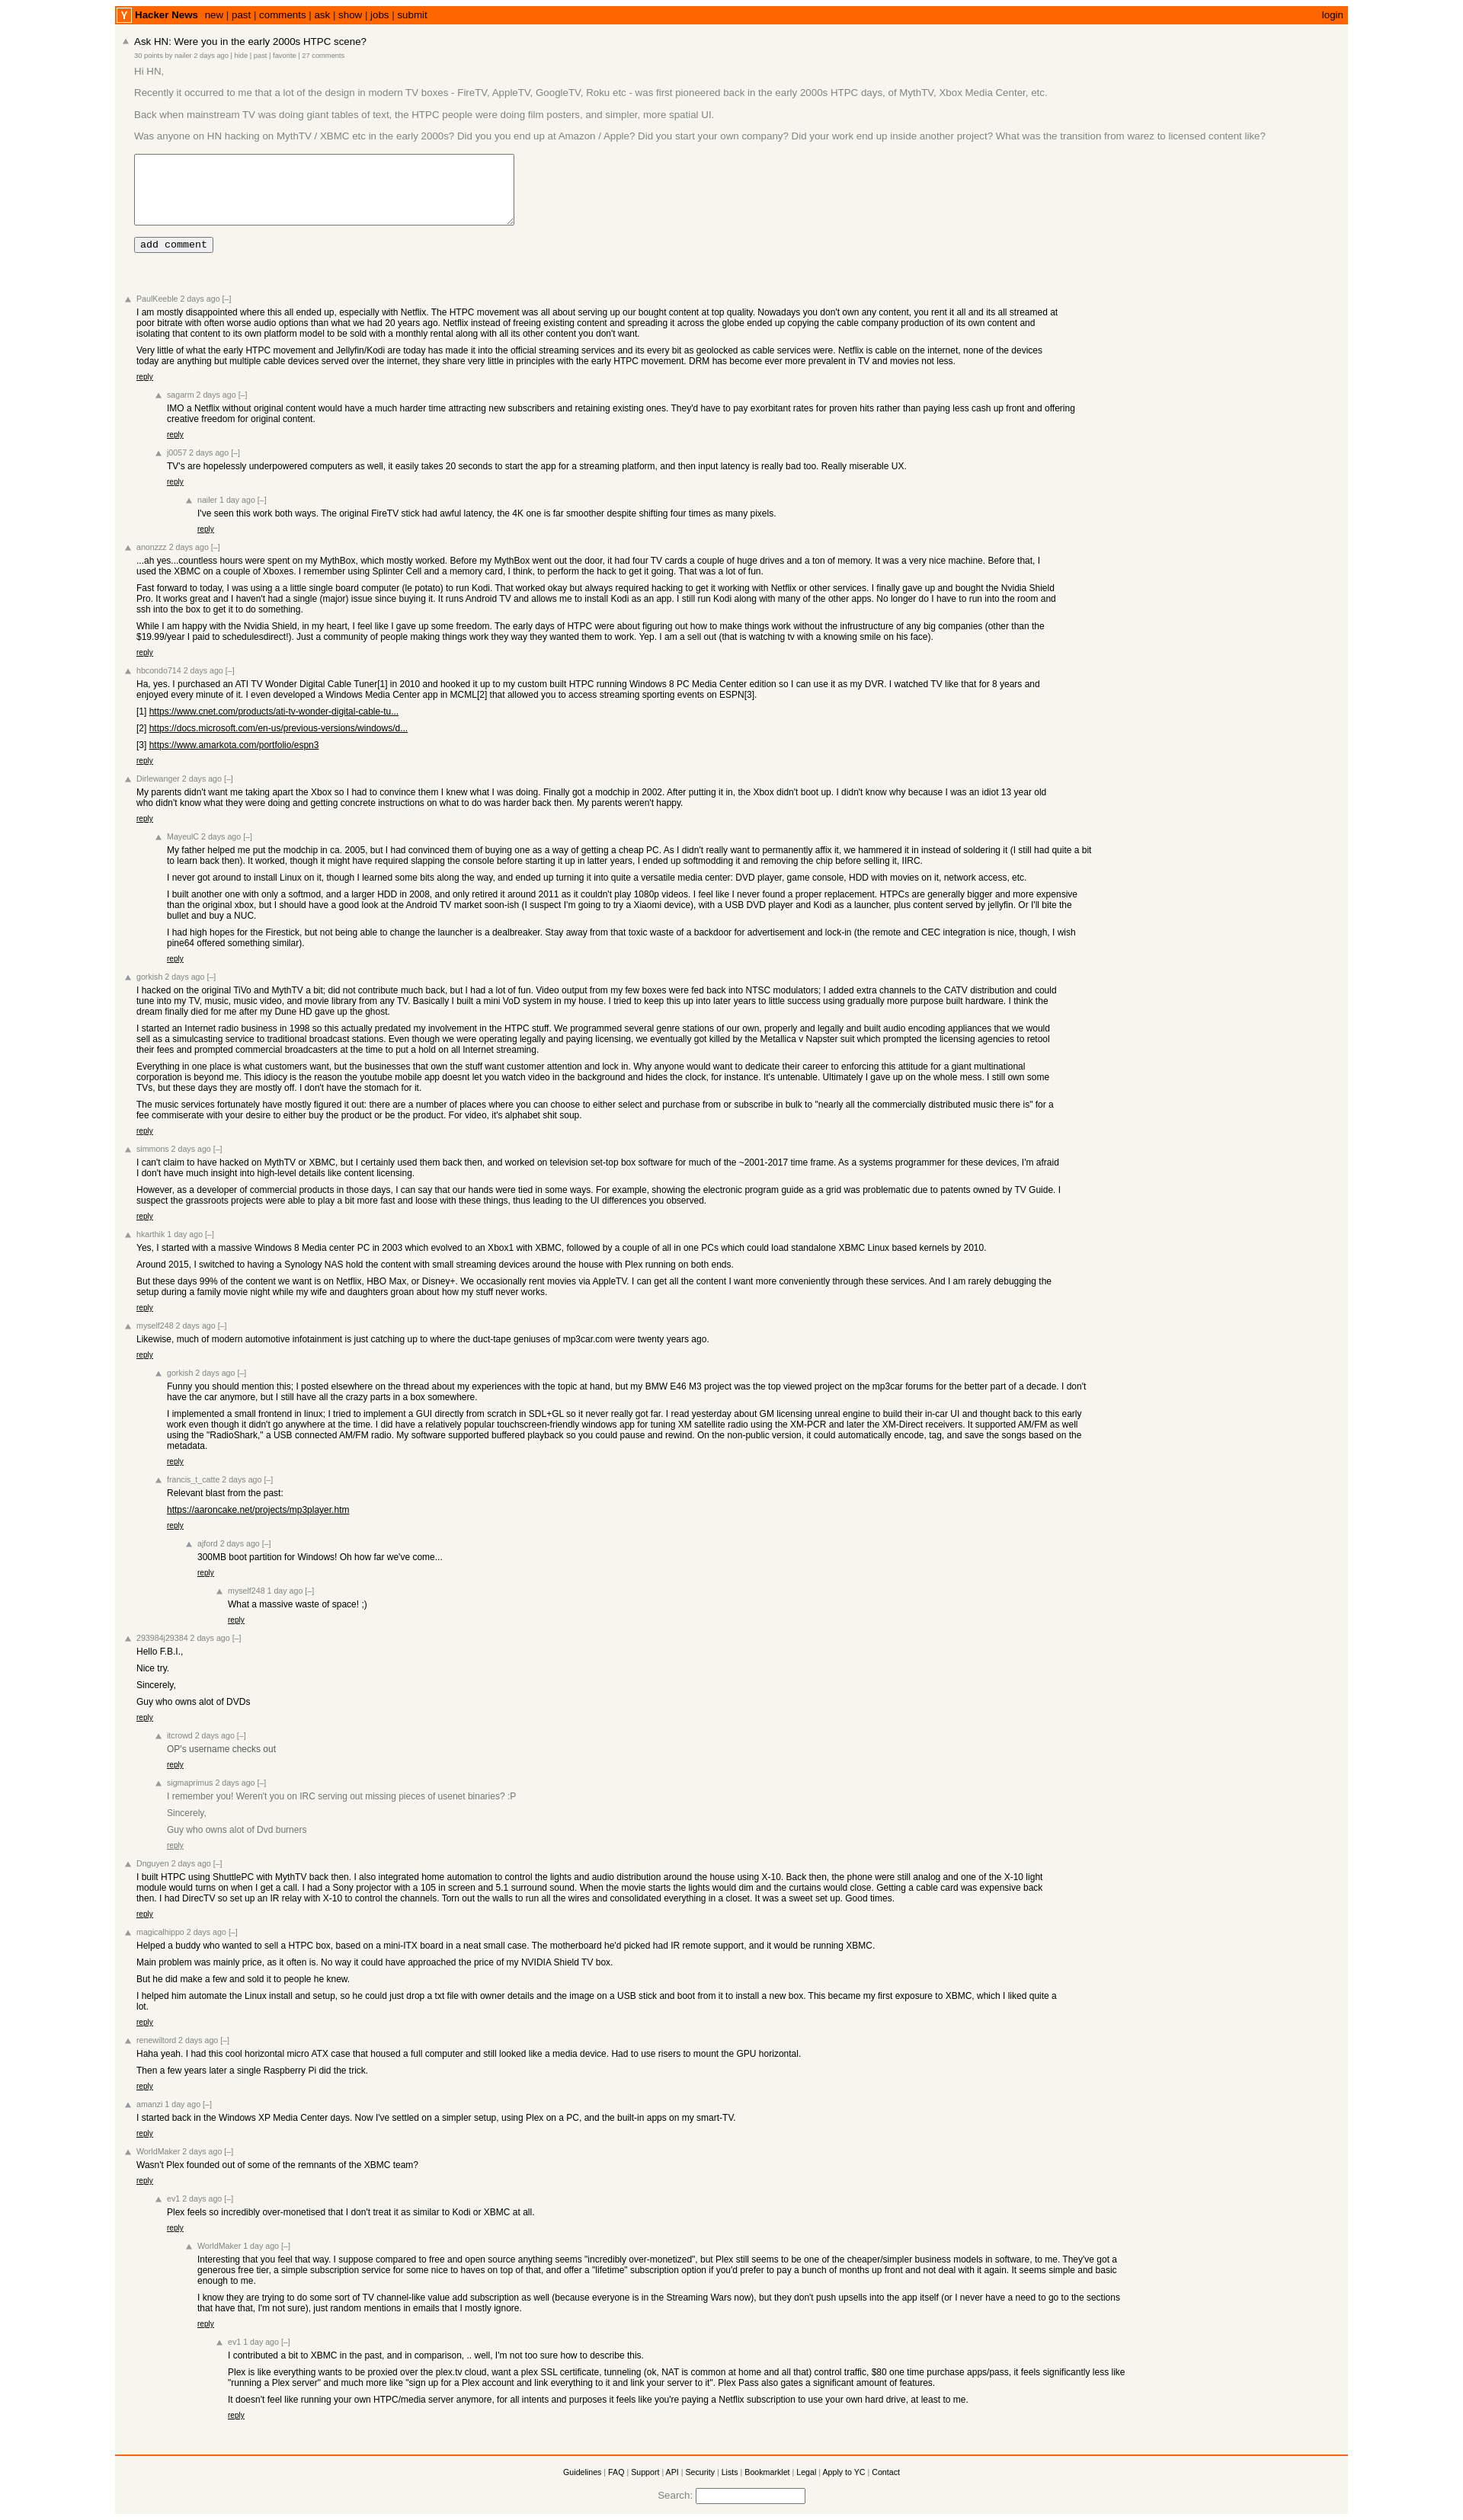 Y Hacker News new | past | comments | ask | show | jobs | submit login
Ask HN: Were you in the early 2000s HTPC scene?
30 points by nailer 2 days ago | hide | past | favorite | 27 comments
Hi HN,
Recently it occurred to me that a lot of the design in modern TV boxes - FireTV, AppleTV, GoogleTV, Roku etc - was first pioneered back in the early 2000s HTPC days, of MythTV, Xbox Media Center, etc.
Back when mainstream TV was doing giant tables of text, the HTPC people were doing film posters, and simpler, more spatial UI.
Was anyone on HN hacking on MythTV / XBMC etc in the early 2000s? Did you you end up at Amazon / Apple? Did you start your own company? Did your work end up inside another project? What was the transition from warez to licensed content like?
add comment
PaulKeeble 2 days ago [–]
I am mostly disappointed where this all ended up, especially with Netflix. The HTPC movement was all about serving up our bought content at top quality. Nowadays you don't own any content, you rent it all and its all streamed at
poor bitrate with often worse audio options than what we had 20 years ago. Netflix instead of freeing existing content and spreading it across the globe ended up copying the cable company production of its own content and
isolating that content to its own platform model to be sold with a monthly rental along with all its other content you don't want.
Very little of what the early HTPC movement and Jellyfin/Kodi are today has made it into the official streaming services and its every bit as geolocked as cable services were. Netflix is cable on the internet, none of the devices
today are anything but multiple cable devices served over the internet, they share very little in principles with the early HTPC movement. DRM has become ever more prevalent in TV and movies not less.
reply
sagarm 2 days ago [–]
IMO a Netflix without original content would have a much harder time attracting new subscribers and retaining existing ones. They'd have to pay exorbitant rates for proven hits rather than paying less cash up front and offering
creative freedom for original content.
reply
j0057 2 days ago [–]
TV's are hopelessly underpowered computers as well, it easily takes 20 seconds to start the app for a streaming platform, and then input latency is really bad too. Really miserable UX.
reply
nailer 1 day ago [–]
I've seen this work both ways. The original FireTV stick had awful latency, the 4K one is far smoother despite shifting four times as many pixels.
reply
anonzzz 2 days ago [–]
...ah yes...countless hours were spent on my MythBox, which mostly worked. Before my MythBox went out the door, it had four TV cards a couple of huge drives and a ton of memory. It was a very nice machine. Before that, I
used the XBMC on a couple of Xboxes. I remember using Splinter Cell and a memory card, I think, to perform the hack to get it going. That was a lot of fun.
Fast forward to today, I was using a a little single board computer (le potato) to run Kodi. That worked okay but always required hacking to get it working with Netflix or other services. I finally gave up and bought the Nvidia Shield
Pro. It works great and I haven't had a single (major) issue since buying it. It runs Android TV and allows me to install Kodi as an app. I still run Kodi along with many of the other apps. No longer do I have to run into the room and
ssh into the box to get it to do something.
While I am happy with the Nvidia Shield, in my heart, I feel like I gave up some freedom. The early days of HTPC were about figuring out how to make things work without the infrustructure of any big companies (other than the
$19.99/year I paid to schedulesdirect!). Just a community of people making things work they way they wanted them to work. Yep. I am a sell out (that is watching tv with a knowing smile on his face).
reply
hbcondo714 2 days ago [–]
Ha, yes. I purchased an ATI TV Wonder Digital Cable Tuner[1] in 2010 and hooked it up to my custom built HTPC running Windows 8 PC Media Center edition so I can use it as my DVR. I watched TV like that for 8 years and
enjoyed every minute of it. I even developed a Windows Media Center app in MCML[2] that allowed you to access streaming sporting events on ESPN[3].
[1] https://www.cnet.com/products/ati-tv-wonder-digital-cable-tu...
[2] https://docs.microsoft.com/en-us/previous-versions/windows/d...
[3] https://www.amarkota.com/portfolio/espn3
reply
Dirlewanger 2 days ago [–]
My parents didn't want me taking apart the Xbox so I had to convince them I knew what I was doing. Finally got a modchip in 2002. After putting it in, the Xbox didn't boot up. I didn't know why because I was an idiot 13 year old
who didn't know what they were doing and getting concrete instructions on what to do was harder back then. My parents weren't happy.
reply
MayeulC 2 days ago [–]
My father helped me put the modchip in ca. 2005, but I had convinced them of buying one as a way of getting a cheap PC. As I didn't really want to permanently affix it, we hammered it in instead of soldering it (I still had quite a bit
to learn back then). It worked, though it might have required slapping the console before starting it up in latter years, I ended up softmodding it and removing the chip before selling it, IIRC.
I never got around to install Linux on it, though I learned some bits along the way, and ended up turning it into quite a versatile media center: DVD player, game console, HDD with movies on it, network access, etc.
I built another one with only a softmod, and a larger HDD in 2008, and only retired it around 2011 as it couldn't play 1080p videos. I feel like I never found a proper replacement. HTPCs are generally bigger and more expensive
than the original xbox, but I should have a good look at the Android TV market soon-ish (I suspect I'm going to try a Xiaomi device), with a USB DVD player and Kodi as a launcher, plus content served by jellyfin. Or I'll bite the
bullet and buy a NUC.
I had high hopes for the Firestick, but not being able to change the launcher is a dealbreaker. Stay away from that toxic waste of a backdoor for advertisement and lock-in (the remote and CEC integration is nice, though, I wish
pine64 offered something similar).
reply
gorkish 2 days ago [–]
I hacked on the original TiVo and MythTV a bit; did not contribute much back, but I had a lot of fun. Video output from my few boxes were fed back into NTSC modulators; I added extra channels to the CATV distribution and could
tune into my TV, music, music video, and movie library from any TV. Basically I built a mini VoD system in my house. I tried to keep this up into later years to little success using gradually more purpose built hardware. I think the
dream finally died for me after my Dune HD gave up the ghost.
I started an Internet radio business in 1998 so this actually predated my involvement in the HTPC stuff. We programmed several genre stations of our own, properly and legally and built audio encoding appliances that we would
sell as a simulcasting service to traditional broadcast stations. Even though we were operating legally and paying licensing, we eventually got killed by the Metallica v Napster suit which prompted the licensing agencies to retool
their fees and prompted commercial broadcasters at the time to put a hold on all Internet streaming.
Everything in one place is what customers want, but the businesses that own the stuff want customer attention and lock in. Why anyone would want to dedicate their career to enforcing this attitude for a giant multinational
corporation is beyond me. This idiocy is the reason the youtube mobile app doesnt let you watch video in the background and hides the clock, for instance. It's untenable. Ultimately I gave up on the whole mess. I still own some
TVs, but these days they are mostly off. I don't have the stomach for it.
The music services fortunately have mostly figured it out: there are a number of places where you can choose to either select and purchase from or subscribe in bulk to "nearly all the commercially distributed music there is" for a
fee commiserate with your desire to either buy the product or be the product. For video, it's alphabet shit soup.
reply
simmons 2 days ago [–]
I can't claim to have hacked on MythTV or XBMC, but I certainly used them back then, and worked on television set-top box software for much of the ~2001-2017 time frame. As a systems programmer for these devices, I'm afraid
I don't have much insight into high-level details like content licensing.
However, as a developer of commercial products in those days, I can say that our hands were tied in some ways. For example, showing the electronic program guide as a grid was problematic due to patents owned by TV Guide. I
suspect the grassroots projects were able to play a bit more fast and loose with these things, thus leading to the UI differences you observed.
reply
hkarthik 1 day ago [–]
Yes, I started with a massive Windows 8 Media center PC in 2003 which evolved to an Xbox1 with XBMC, followed by a couple of all in one PCs which could load standalone XBMC Linux based kernels by 2010.
Around 2015, I switched to having a Synology NAS hold the content with small streaming devices around the house with Plex running on both ends.
But these days 99% of the content we want is on Netflix, HBO Max, or Disney+. We occasionally rent movies via AppleTV. I can get all the content I want more conveniently through these services. And I am rarely debugging the
setup during a family movie night while my wife and daughters groan about how my stuff never works.
reply
myself248 2 days ago [–]
Likewise, much of modern automotive infotainment is just catching up to where the duct-tape geniuses of mp3car.com were twenty years ago.
reply
gorkish 2 days ago [–]
Funny you should mention this; I posted elsewhere on the thread about my experiences with the topic at hand, but my BMW E46 M3 project was the top viewed project on the mp3car forums for the better part of a decade. I don't
have the car anymore, but I still have all the crazy parts in a box somewhere.
I implemented a small frontend in linux; I tried to implement a GUI directly from scratch in SDL+GL so it never really got far. I read yesterday about GM licensing unreal engine to build their in-car UI and thought back to this early
work even though it didn't go anywhere at the time. I did have a relatively popular touchscreen-friendly windows app for tuning XM satellite radio using the XM-PCR and later the XM-Direct receivers. It supported AM/FM as well
using the "RadioShark," a USB connected AM/FM radio. My software supported buffered playback so you could pause and rewind. On the non-public version, it could automatically encode, tag, and save the songs based on the
metadata.
reply
francis_t_catte 2 days ago [–]
Relevant blast from the past:
https://aaroncake.net/projects/mp3player.htm
reply
ajford 2 days ago [–]
300MB boot partition for Windows! Oh how far we've come...
reply
myself248 1 day ago [–]
What a massive waste of space! ;)
reply
293984j29384 2 days ago [–]
Hello F.B.I.,
Nice try.
Sincerely,
Guy who owns alot of DVDs
reply
itcrowd 2 days ago [–]
OP's username checks out
reply
sigmaprimus 2 days ago [–]
I remember you! Weren't you on IRC serving out missing pieces of usenet binaries? :P
Sincerely,
Guy who owns alot of Dvd burners
reply
Dnguyen 2 days ago [–]
I built HTPC using ShuttlePC with MythTV back then. I also integrated home automation to control the lights and audio distribution around the house using X-10. Back then, the phone were still analog and one of the X-10 light
module would turns on when I get a call. I had a Sony projector with a 105 in screen and 5.1 surround sound. When the movie starts the lights would dim and the curtains would close. Getting a cable card was expensive back
then. I had DirecTV so set up an IR relay with X-10 to control the channels. Torn out the walls to run all the wires and consolidated everything in a closet. It was a sweet set up. Good times.
reply
magicalhippo 2 days ago [–]
Helped a buddy who wanted to sell a HTPC box, based on a mini-ITX board in a neat small case. The motherboard he'd picked had IR remote support, and it would be running XBMC.
Main problem was mainly price, as it often is. No way it could have approached the price of my NVIDIA Shield TV box.
But he did make a few and sold it to people he knew.
I helped him automate the Linux install and setup, so he could just drop a txt file with owner details and the image on a USB stick and boot from it to install a new box. This became my first exposure to XBMC, which I liked quite a
lot.
reply
renewiltord 2 days ago [–]
Haha yeah. I had this cool horizontal micro ATX case that housed a full computer and still looked like a media device. Had to use risers to mount the GPU horizontal.
Then a few years later a single Raspberry Pi did the trick.
reply
amanzi 1 day ago [–]
I started back in the Windows XP Media Center days. Now I've settled on a simpler setup, using Plex on a PC, and the built-in apps on my smart-TV.
reply
WorldMaker 2 days ago [–]
Wasn't Plex founded out of some of the remnants of the XBMC team?
reply
ev1 2 days ago [–]
Plex feels so incredibly over-monetised that I don't treat it as similar to Kodi or XBMC at all.
reply
WorldMaker 1 day ago [–]
Interesting that you feel that way. I suppose compared to free and open source anything seems "incredibly over-monetized", but Plex still seems to be one of the cheaper/simpler business models in software, to me. They've got a
generous free tier, a simple subscription service for some nice to haves on top of that, and offer a "lifetime" subscription option if you'd prefer to pay a bunch of months up front and not deal with it again. It seems simple and basic
enough to me.
I know they are trying to do some sort of TV channel-like value add subscription as well (because everyone is in the Streaming Wars now), but they don't push upsells into the app itself (or I never have a need to go to the sections
that have that, I'm not sure), just random mentions in emails that I mostly ignore.
reply
ev1 1 day ago [–]
I contributed a bit to XBMC in the past, and in comparison, .. well, I'm not too sure how to describe this.
Plex is like everything wants to be proxied over the plex.tv cloud, want a plex SSL certificate, tunneling (ok, NAT is common at home and all that) control traffic, $80 one time purchase apps/pass, it feels significantly less like
"running a Plex server" and much more like "sign up for a Plex account and link everything to it and link your server to it". Plex Pass also gates a significant amount of features.
It doesn't feel like running your own HTPC/media server anymore, for all intents and purposes it feels like you're paying a Netflix subscription to use your own hard drive, at least to me.
reply
Guidelines | FAQ | Support | API | Security | Lists | Bookmarklet | Legal | Apply to YC | Contact
Search: